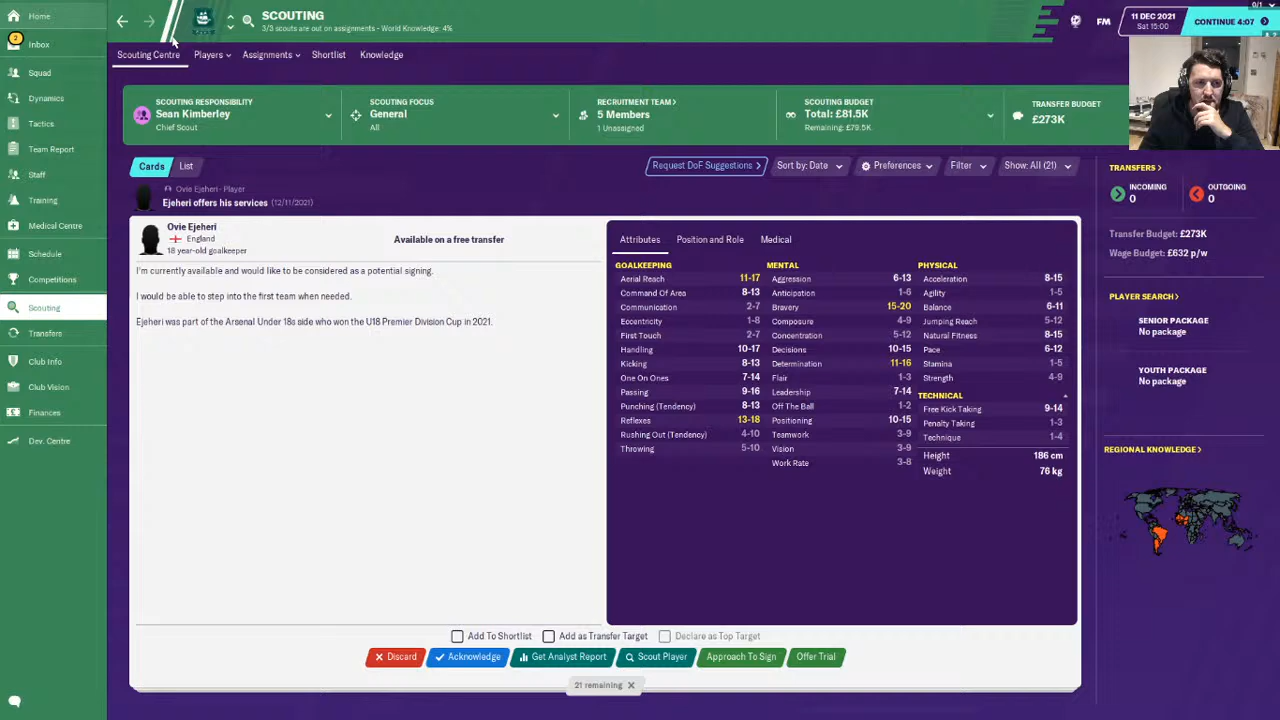 Home
2
Inbox
Squad
Dynamics
Tactics
Team Report
Staff
Training
Medical Centre
Schedule
Competitions
Scouting
Transfers
Club Info
Club Vision
Finances
Dev. Centre
SCOUTING
3/3 scouts are out on assignments - World Knowledge: 4%
FM
11 DEC 2021
Sat 15:00
CONTINUE 4:07
0/1
Scouting Centre
Players
Assignments
Shortlist
Knowledge
SCOUTING RESPONSIBILITY
Sean Kimberley
Chief Scout
SCOUTING FOCUS
General
All
RECRUITMENT TEAM >
5 Members
1 Unassigned
SCOUTING BUDGET
Total: £81.5K
Remaining: £79.5K
TRANSFER BUDGET
£273K
Cards
List
Request DoF Suggestions >
Sort by: Date
Preferences
Filter
Show: All (21)
Ovie Ejeheri - Player
Ejeheri offers his services (12/11/2021)
Ovie Ejeheri
England
18 year-old goalkeeper
Available on a free transfer
I'm currently available and would like to be considered as a potential signing.
I would be able to step into the first team when needed.
Ejeheri was part of the Arsenal Under 18s side who won the U18 Premier Division Cup in 2021.
Attributes
Position and Role
Medical
GOALKEEPING
Aerial Reach 11-17
Command Of Area 8-13
Communication 2-7
Eccentricity 1-8
First Touch 2-7
Handling 10-17
Kicking 8-13
One On Ones 7-14
Passing 9-16
Punching (Tendency) 8-13
Reflexes 13-18
Rushing Out (Tendency) 4-10
Throwing 5-10
MENTAL
Aggression 6-13
Anticipation 1-6
Bravery 15-20
Composure 4-9
Concentration 5-12
Decisions 10-15
Determination 11-16
Flair 1-3
Leadership 7-14
Off The Ball 1-2
Positioning 10-15
Teamwork 3-9
Vision 3-9
Work Rate 3-8
PHYSICAL
Acceleration 8-15
Agility 1-5
Balance 6-11
Jumping Reach 5-12
Natural Fitness 8-15
Pace 6-12
Stamina 1-5
Strength 4-9
TECHNICAL
Free Kick Taking 9-14
Penalty Taking 1-3
Technique 1-4
Height 186 cm
Weight 76 kg
Add To Shortlist
Add as Transfer Target
Declare as Top Target
Discard
Acknowledge
Get Analyst Report
Scout Player
Approach To Sign
Offer Trial
21 remaining
TRANSFERS >
INCOMING
0
OUTGOING
0
Transfer Budget: £273K
Wage Budget: £632 p/w
PLAYER SEARCH >
SENIOR PACKAGE
No package
YOUTH PACKAGE
No package
REGIONAL KNOWLEDGE >